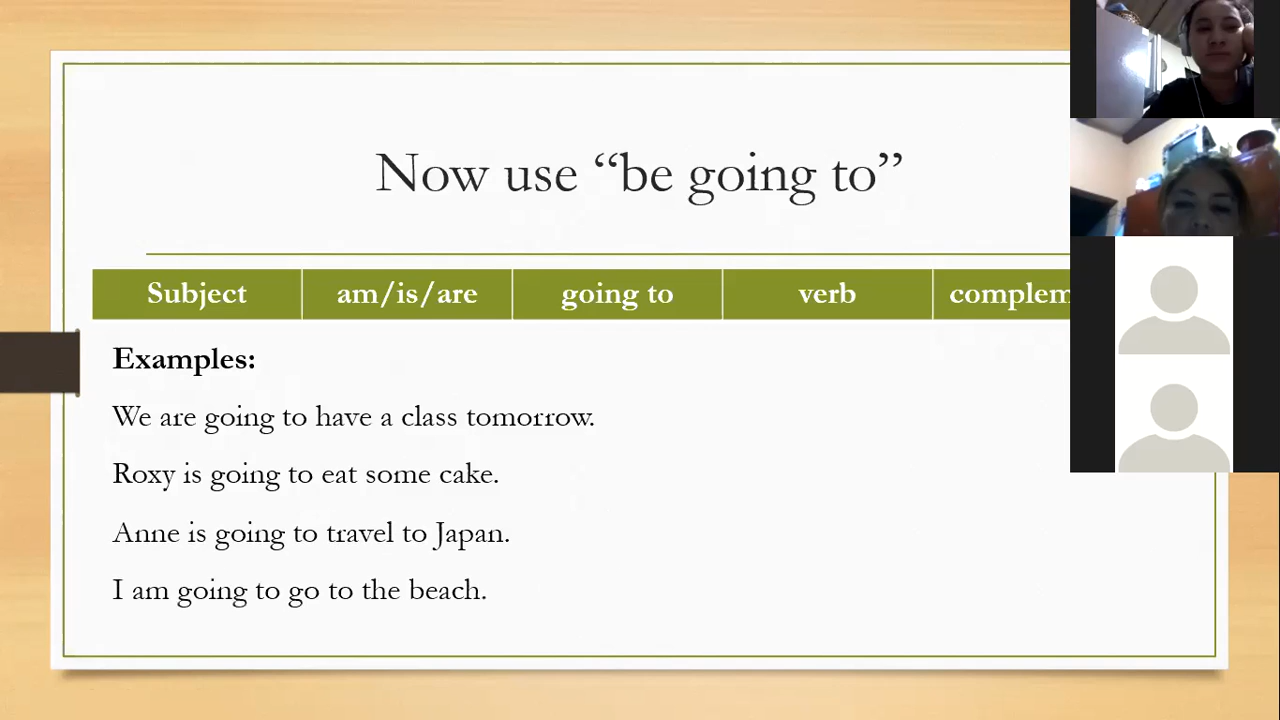 Now use “be going to”
Subject am/is/are going to verb complem
Examples:
We are going to have a class tomorrow.
Roxy is going to eat some cake.
Anne is going to travel to Japan.
I am going to go to the beach.